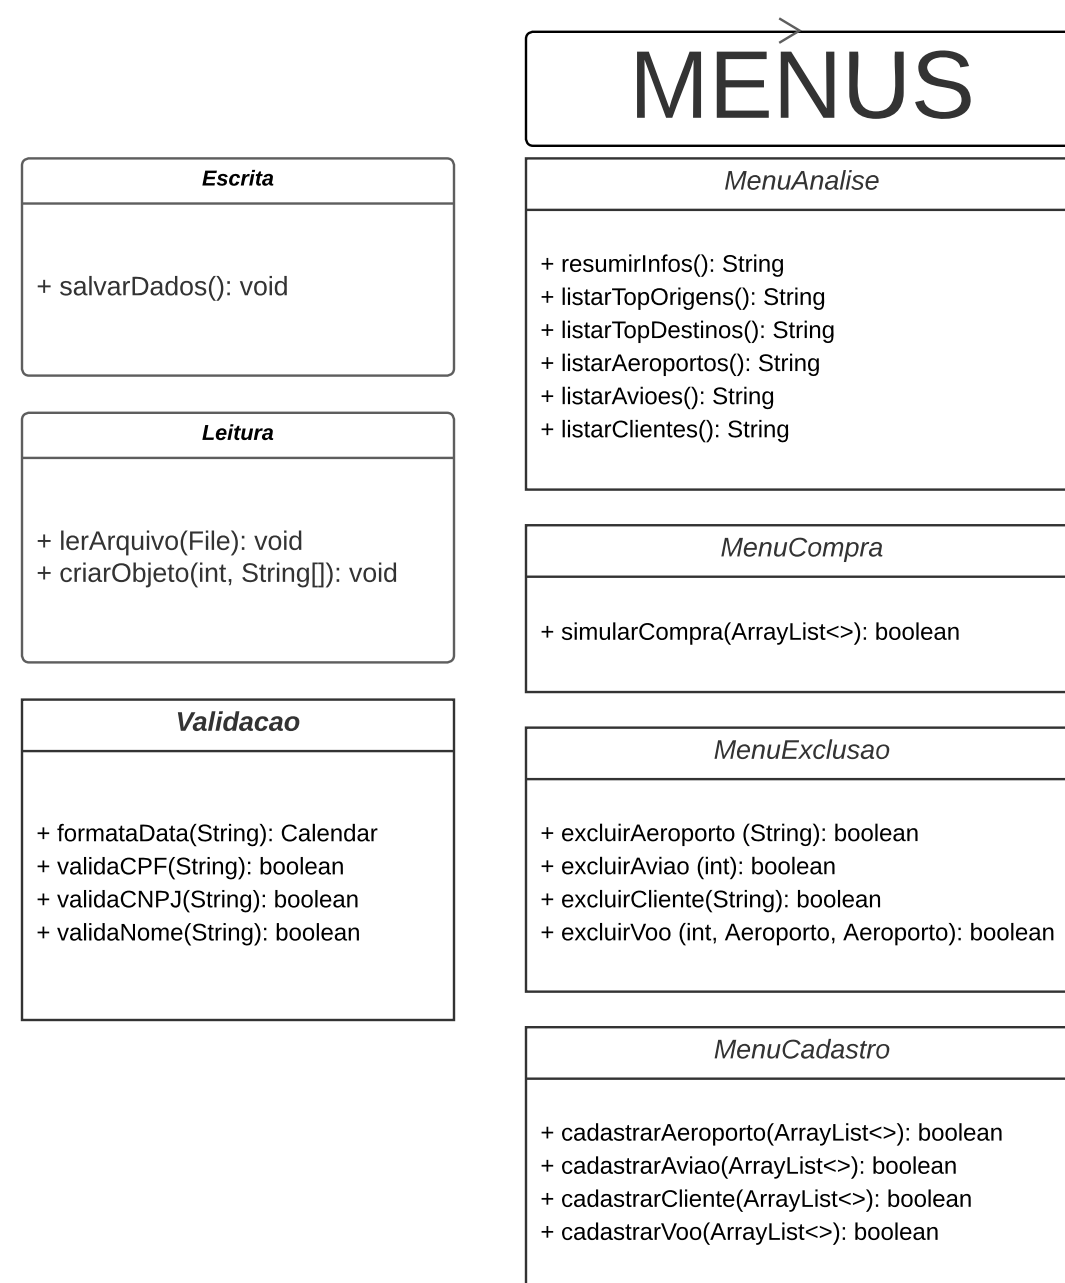 MENUS
Escrita
+ salvarDados(): void
Leitura
+ lerArquivo(File): void
+ criarObjeto(int, String[]): void
Validacao
+ formataData(String): Calendar
+ validaCPF(String): boolean
+ validaCNPJ(String): boolean
+ validaNome(String): boolean
MenuAnalise
+ resumirInfos(): String
+ listarTopOrigens(): String
+ listarTopDestinos(): String
+ listarAeroportos(): String
+ listarAvioes(): String
+ listarClientes(): String
MenuCompra
+ simularCompra(ArrayList<>): boolean
MenuExclusao
+ excluirAeroporto (String): boolean
+ excluirAviao (int): boolean
+ excluirCliente(String): boolean
+ excluirVoo (int, Aeroporto, Aeroporto): boolean
MenuCadastro
+ cadastrarAeroporto(ArrayList<>): boolean
+ cadastrarAviao(ArrayList<>): boolean
+ cadastrarCliente(ArrayList<>): boolean
+ cadastrarVoo(ArrayList<>): boolean